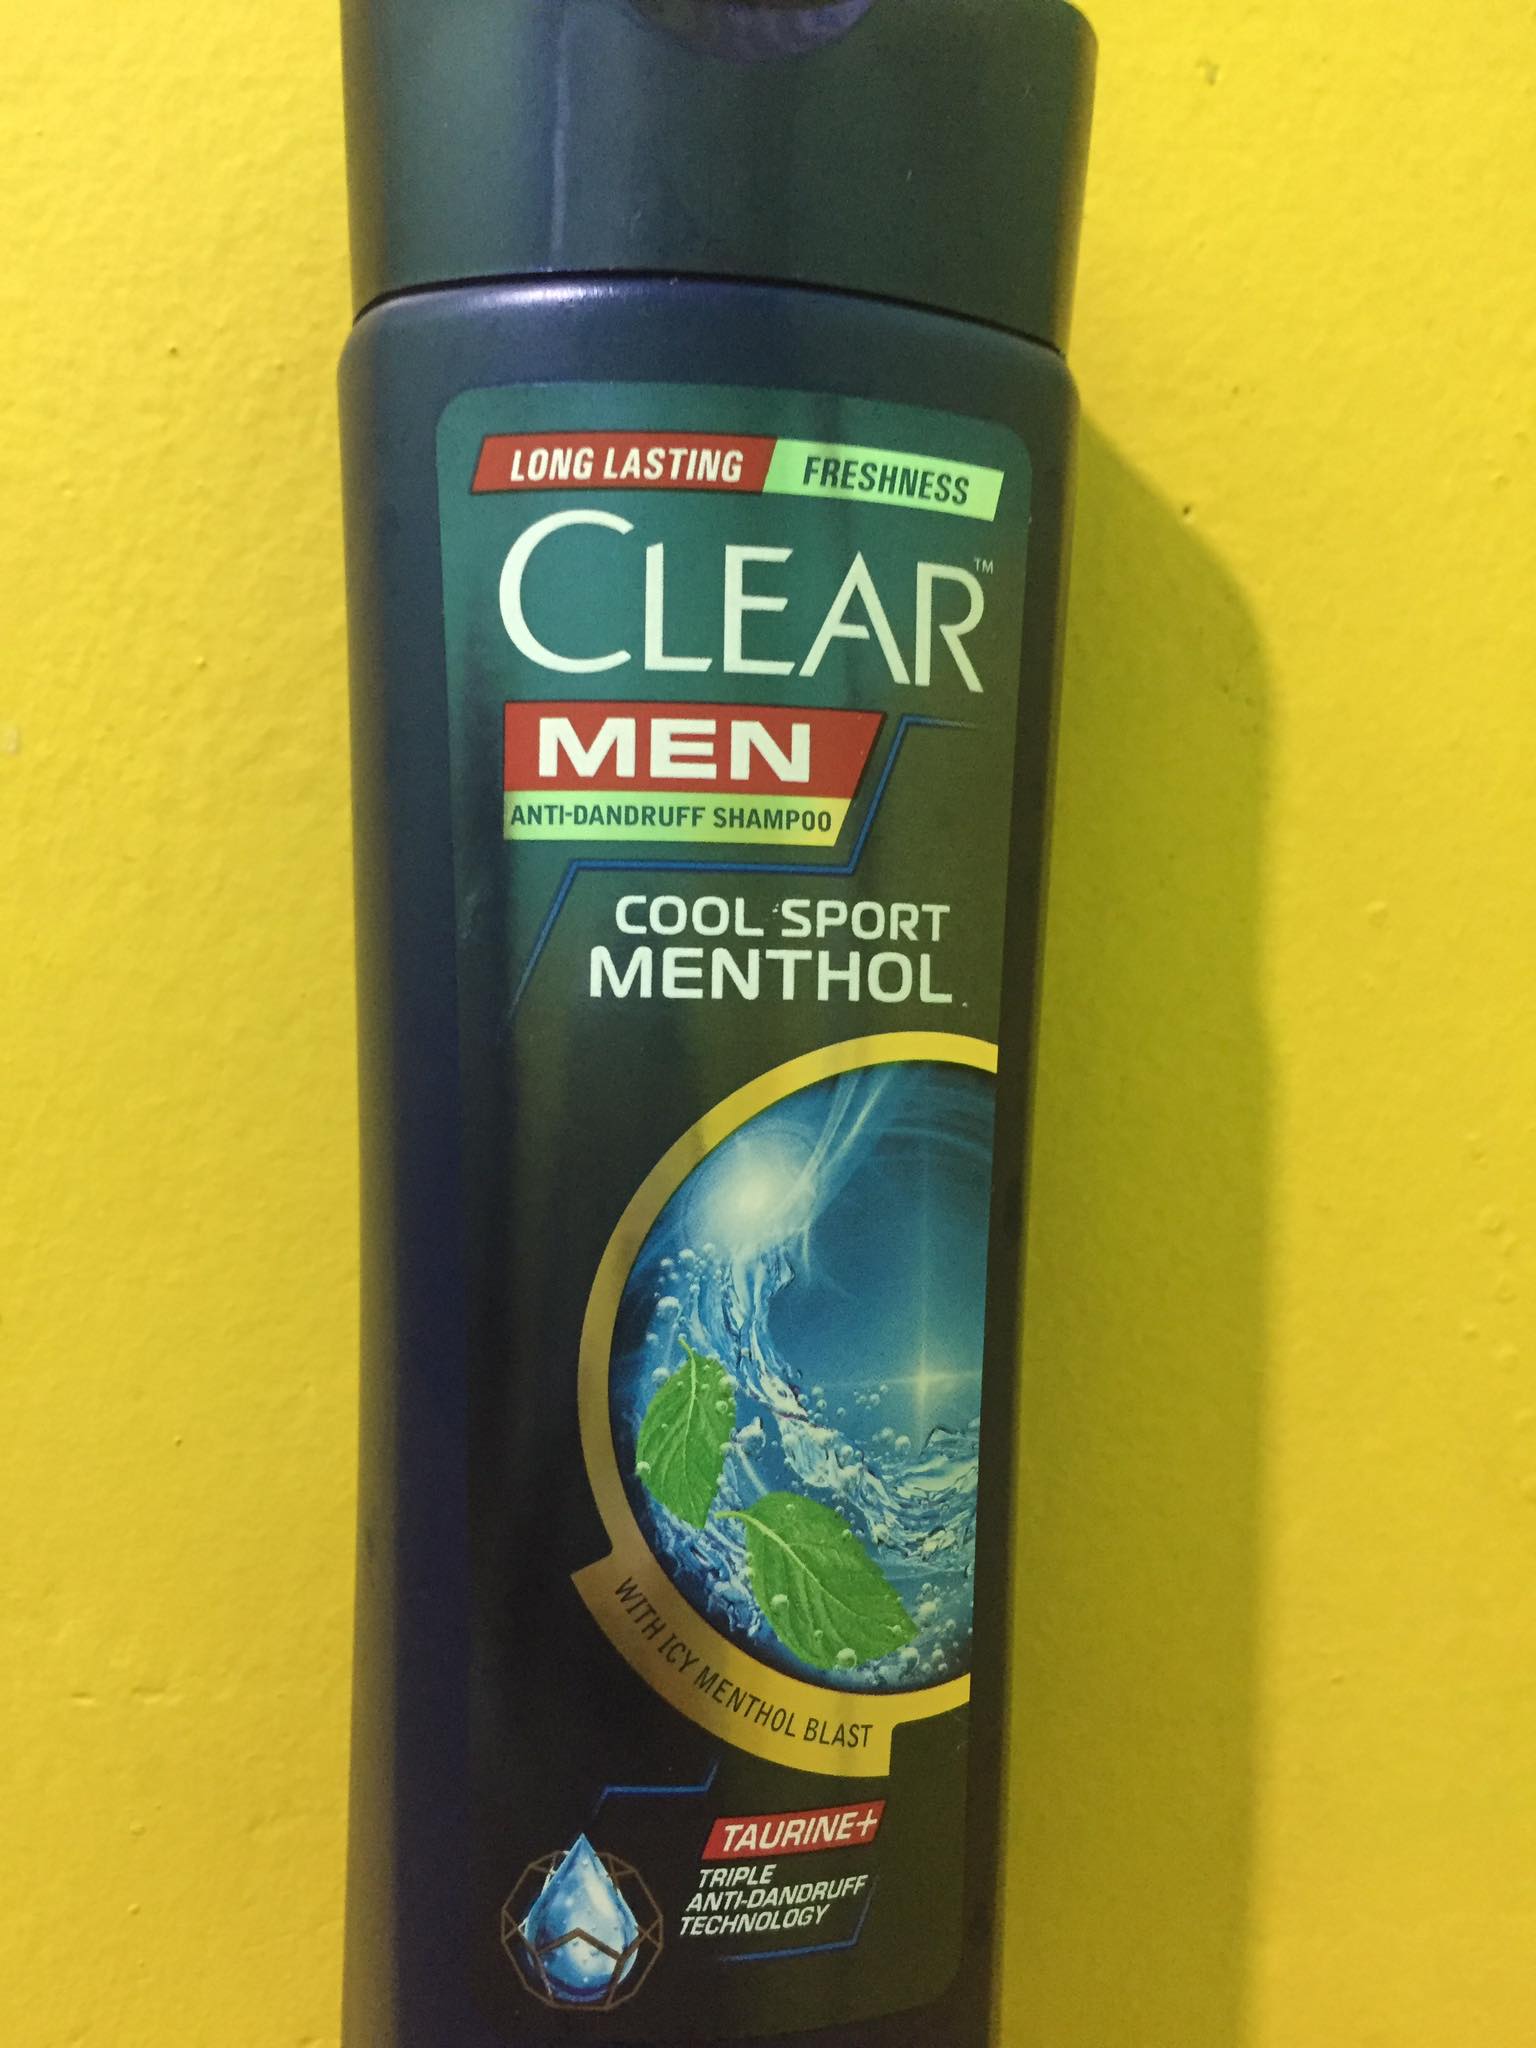 LONG LASTING FRESHNESS
CLEAR™
MEN
ANTI-DANDRUFF SHAMPOO
COOL SPORT
MENTHOL
WITH ICY MENTHOL BLAST
TAURINE+
TRIPLE
ANTI-DANDRUFF
TECHNOLOGY